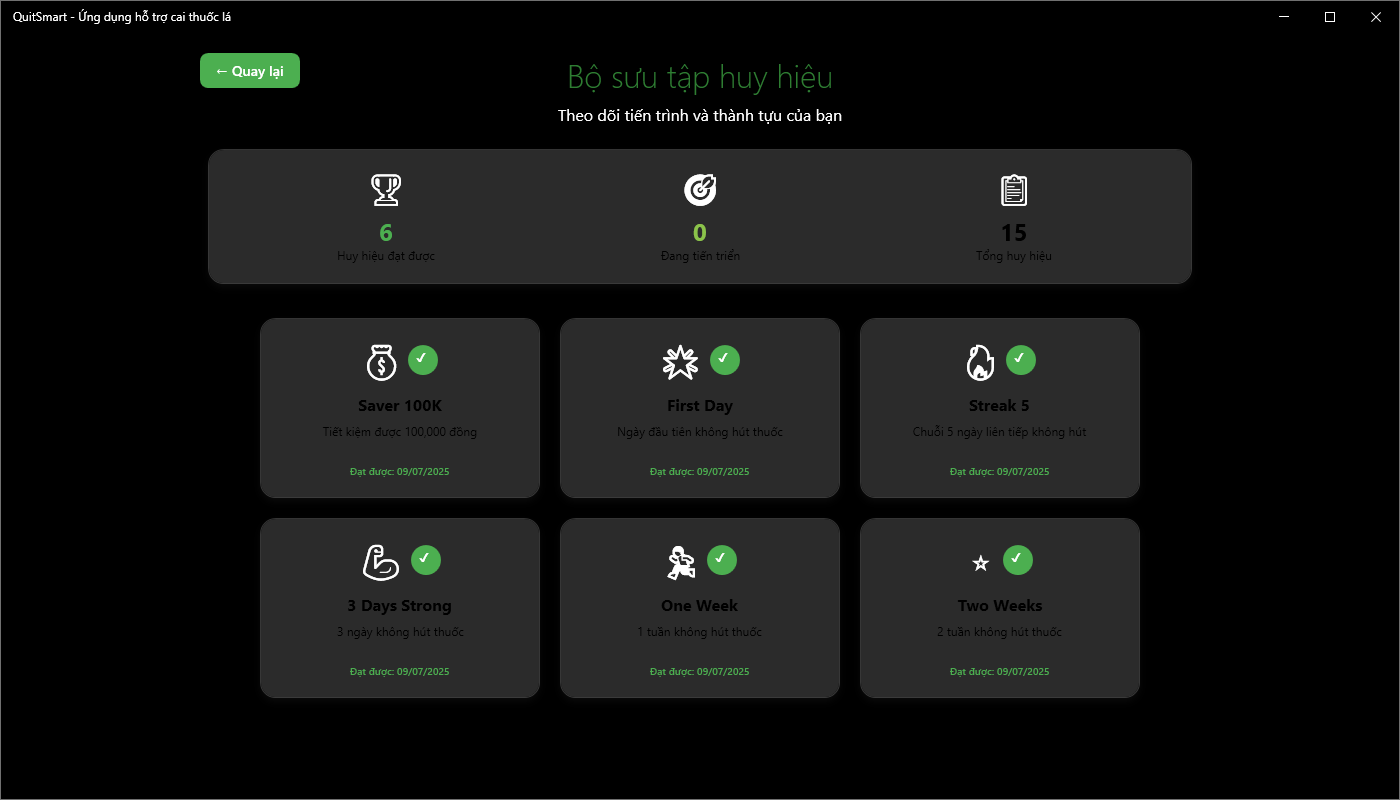 QuitSmart - Ứng dụng hỗ trợ cai thuốc lá
← Quay lại
Bộ sưu tập huy hiệu
Theo dõi tiến trình và thành tựu của bạn
6
Huy hiệu đạt được
0
Đang tiến triển
15
Tổng huy hiệu
Saver 100K
Tiết kiệm được 100,000 đồng
Đạt được: 09/07/2025
First Day
Ngày đầu tiên không hút thuốc
Đạt được: 09/07/2025
Streak 5
Chuỗi 5 ngày liên tiếp không hút
Đạt được: 09/07/2025
3 Days Strong
3 ngày không hút thuốc
Đạt được: 09/07/2025
One Week
1 tuần không hút thuốc
Đạt được: 09/07/2025
Two Weeks
2 tuần không hút thuốc
Đạt được: 09/07/2025